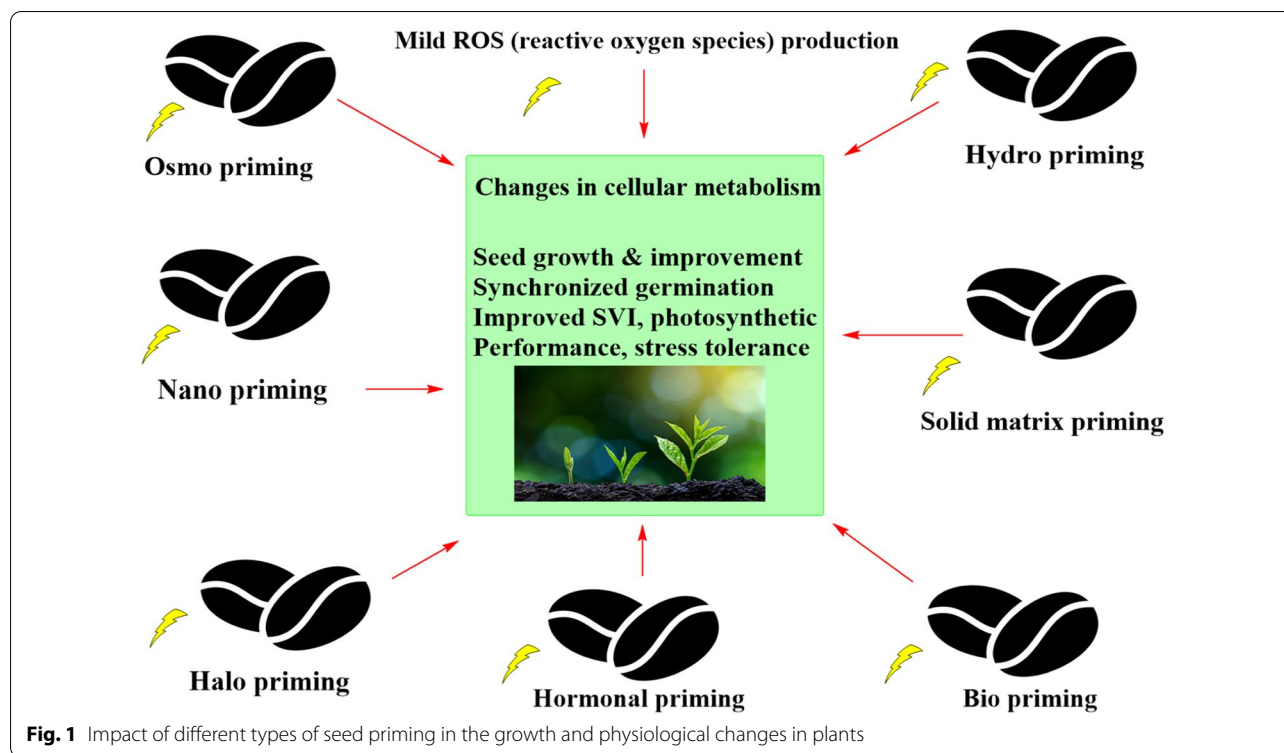 Mild ROS (reactive oxygen species) production
Osmo priming
Hydro priming
Changes in cellular metabolism
Seed growth & improvement
Synchronized germination
Improved SVI, photosynthetic
Performance, stress tolerance
Nano priming
Solid matrix priming
Halo priming
Hormonal priming
Bio priming
Fig. 1 Impact of different types of seed priming in the growth and physiological changes in plants